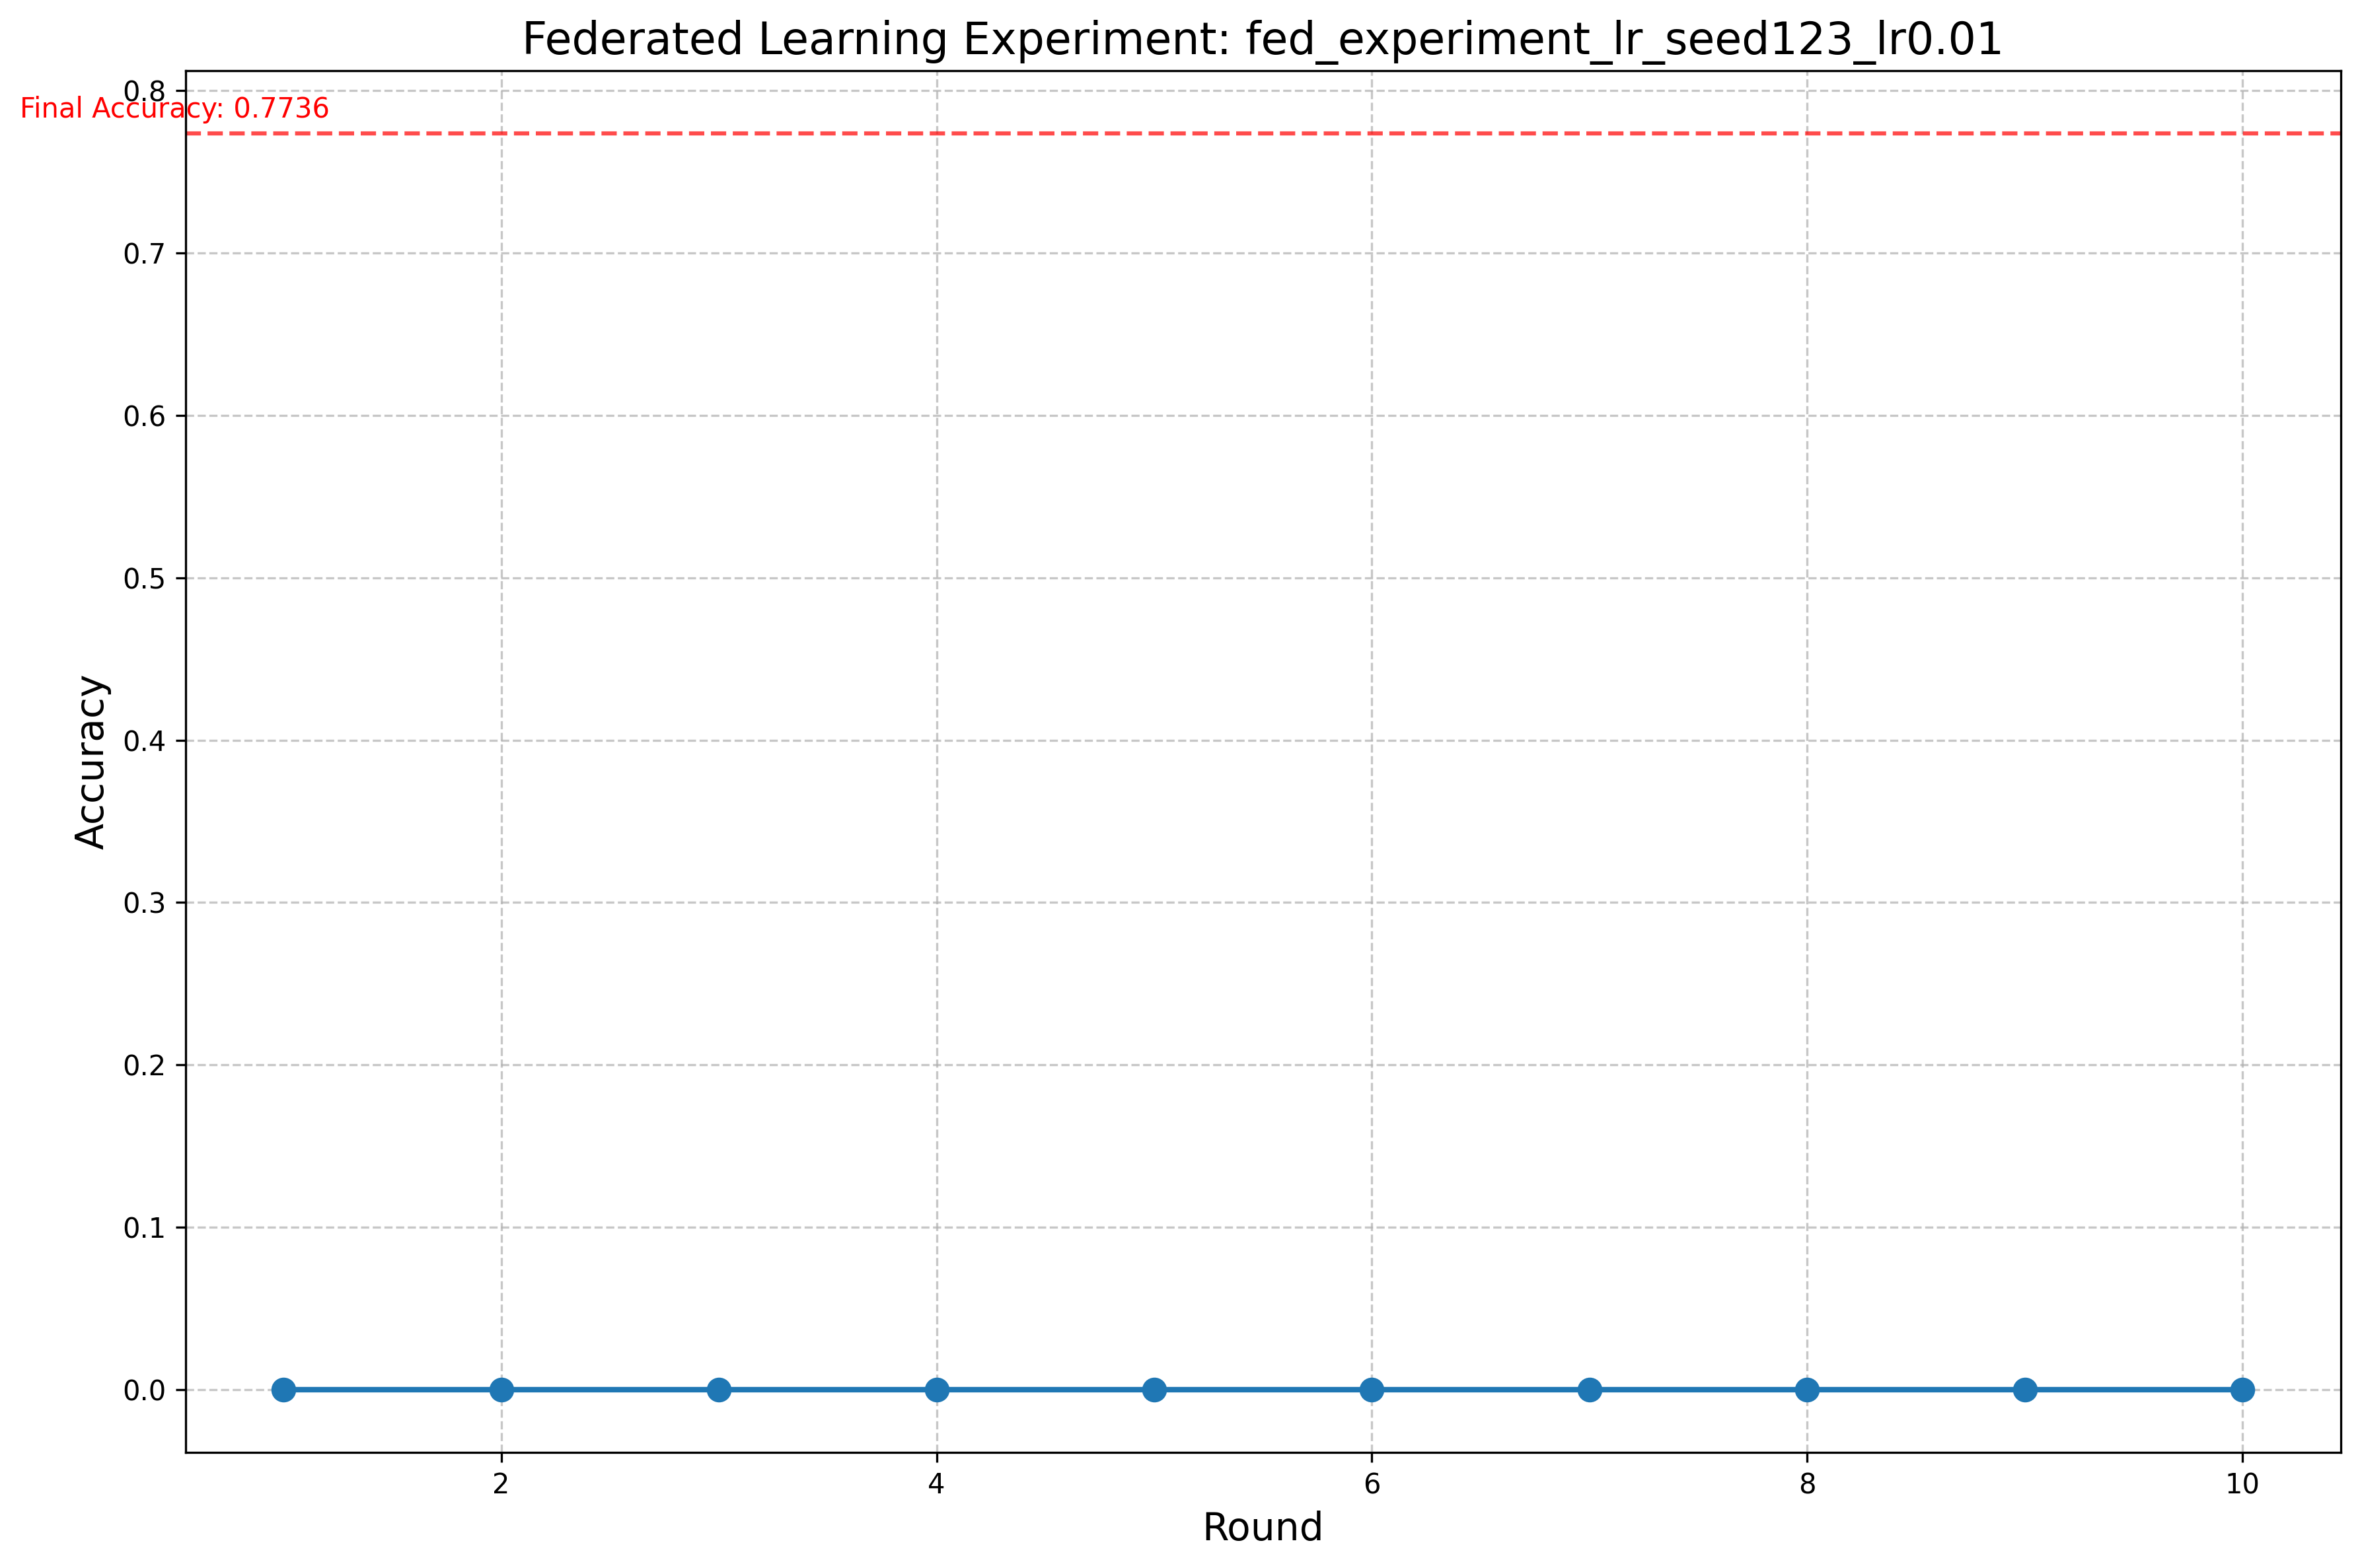 Federated Learning Experiment: fed_experiment_lr_seed123_lr0.01
0.8
Final Accuracy: 0.7736
0.7
0.6
0.5
0.4
0.3
0.2
0.1
0.0
Accuracy
2 4 6 8 10
Round